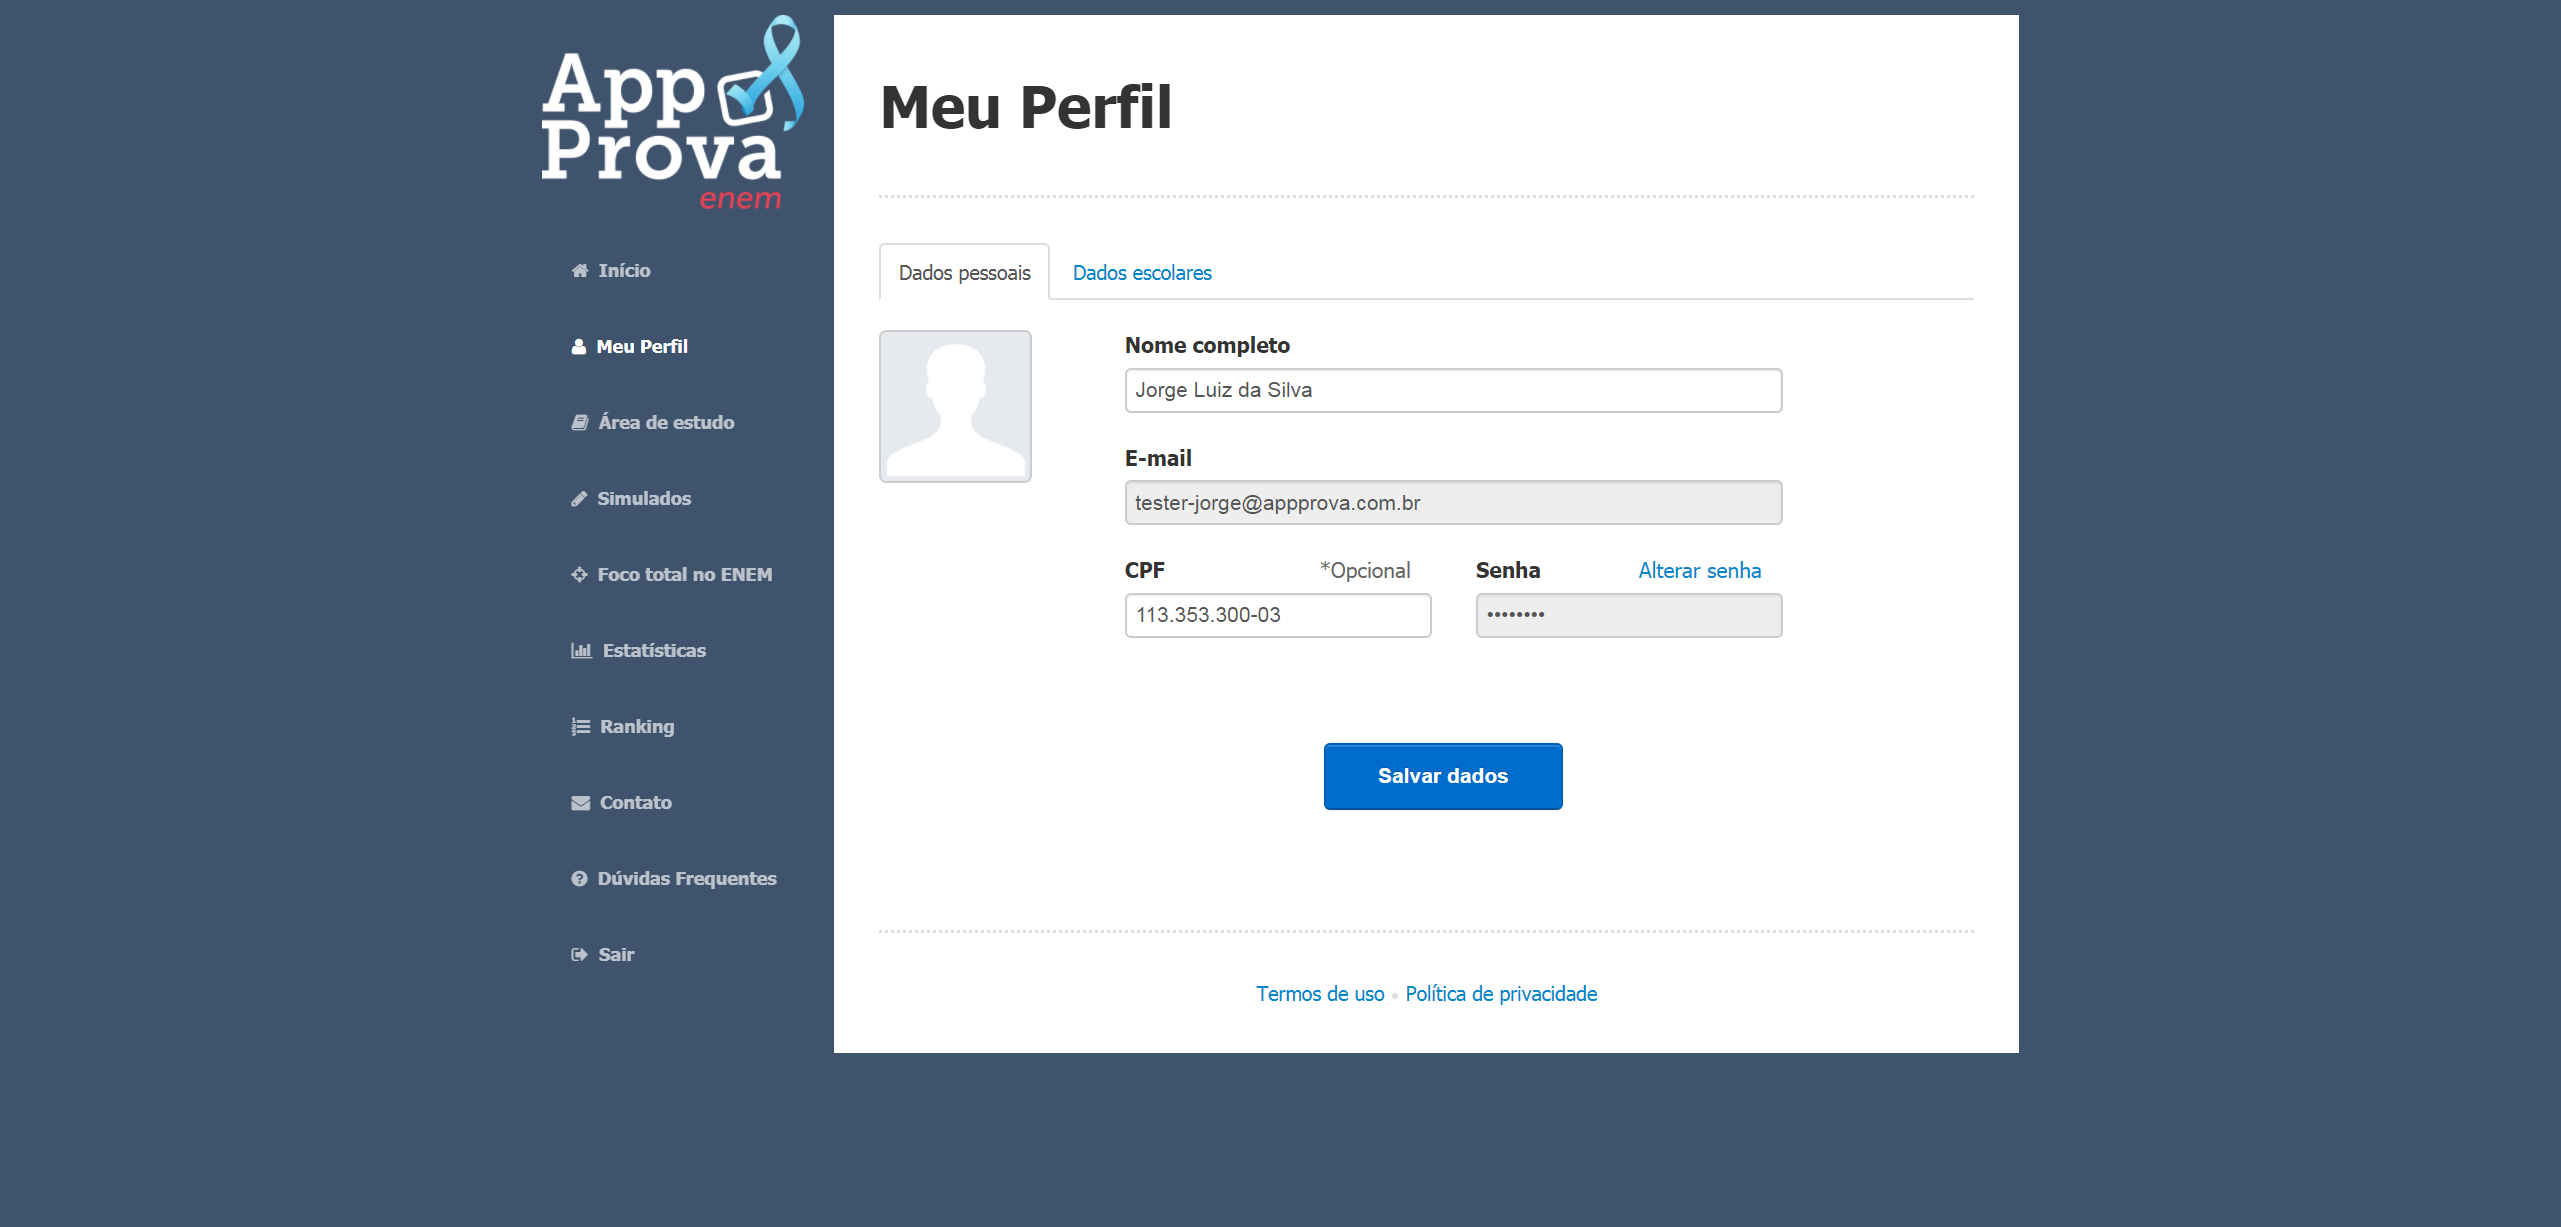 App
Prova
enem
Início
Meu Perfil
Área de estudo
Simulados
Foco total no ENEM
Estatísticas
Ranking
Contato
Dúvidas Frequentes
Sair
Meu Perfil
Dados pessoais Dados escolares
Nome completo
Jorge Luiz da Silva
E-mail
tester-jorge@appprova.com.br
CPF *Opcional Senha Alterar senha
113.353.300-03 ••••••••
Salvar dados
Termos de uso • Política de privacidade